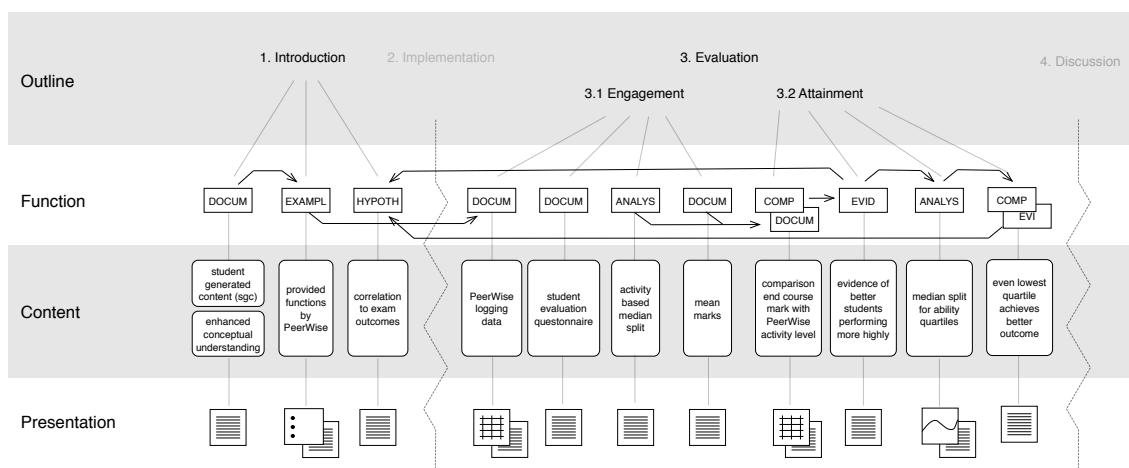 1. Introduction
2. Implementation
3. Evaluation
4. Discussion
Outline
3.1 Engagement
3.2 Attainment
Function
DOCUM
EXAMPL
HYPOTH
DOCUM
DOCUM
ANALYS
DOCUM
COMP
DOCUM
EVID
ANALYS
COMP
EVI
Content
student
generated
content (sgc)
enhanced
conceptual
understanding
provided
functions
by
PeerWise
correlation
to exam
outcomes
PeerWise
logging
data
student
evaluation
questonnaire
activity
based
median
split
mean
marks
comparison
end course
mark with
PeerWise
activity level
evidence of
better
students
performing
more highly
median split
for ability
quartiles
even lowest
quartile
achieves
better
outcome
Presentation